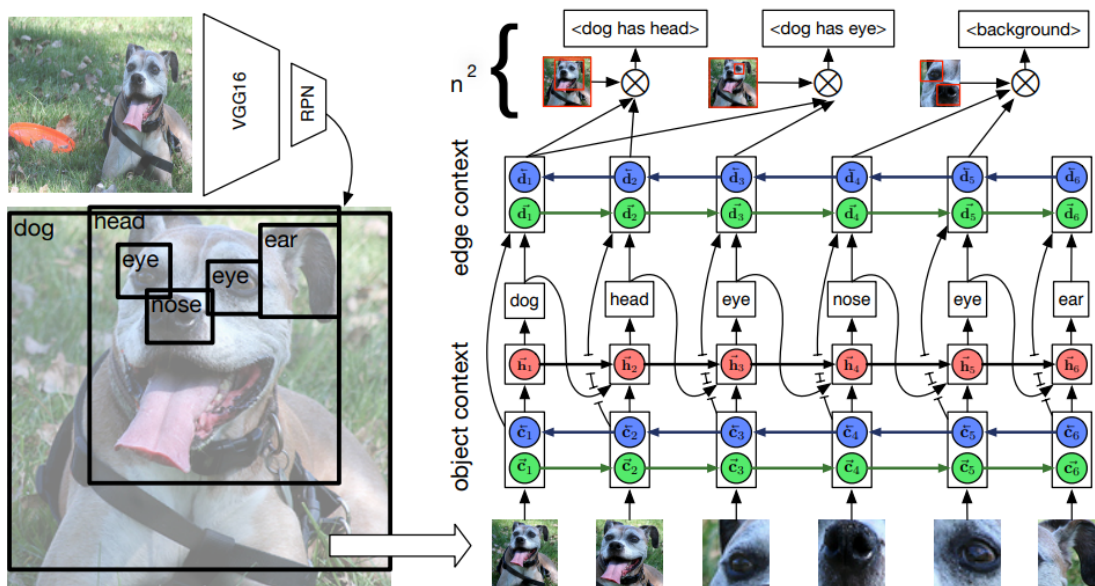 VGG16
RPN
dog
head
ear
eye
eye
nose
n²
<dog has head>
<dog has eye>
<background>
edge context
d⃖₁ d⃖₂ d⃖₃ d⃖₄ d⃖₅ d⃖₆
d⃗₁ d⃗₂ d⃗₃ d⃗₄ d⃗₅ d⃗₆
dog head eye nose eye ear
object context
h⃗₁ h⃗₂ h⃗₃ h⃗₄ h⃗₅ h⃗₆
c⃖₁ c⃖₂ c⃖₃ c⃖₄ c⃖₅ c⃖₆
c⃗₁ c⃗₂ c⃗₃ c⃗₄ c⃗₅ c⃗₆